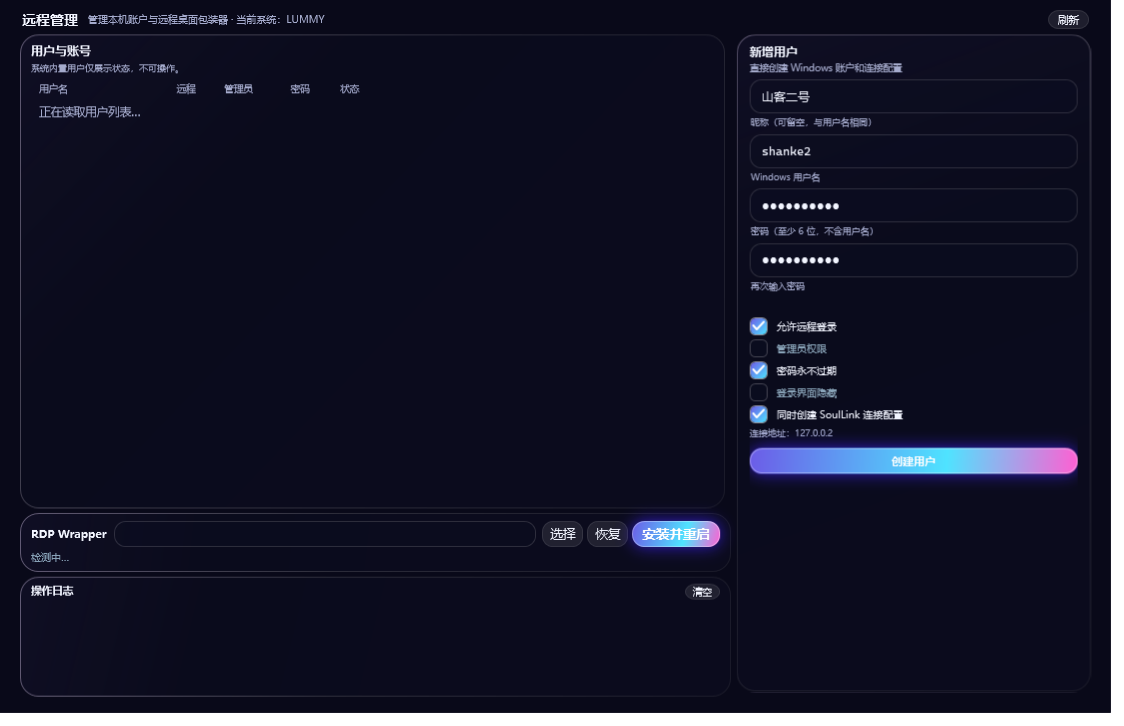 远程管理 管理本机账户与远程桌面包装器 · 当前系统: LUMMY 刷新
用户与账号
系统内置用户仅展示状态，不可操作。
用户名 远程 管理员 密码 状态
正在读取用户列表...
RDP Wrapper 选择 恢复 安装并重启
检测中...
操作日志 清空
新增用户
直接创建 Windows 账户和连接配置
山客二号
昵称（可留空，与用户名相同）
shanke2
Windows 用户名
●●●●●●●●●●
密码（至少 6 位，不含用户名）
●●●●●●●●●●
再次输入密码
允许远程登录
管理员权限
密码永不过期
登录界面隐藏
同时创建 SoulLink 连接配置
连接地址: 127.0.0.2
创建用户